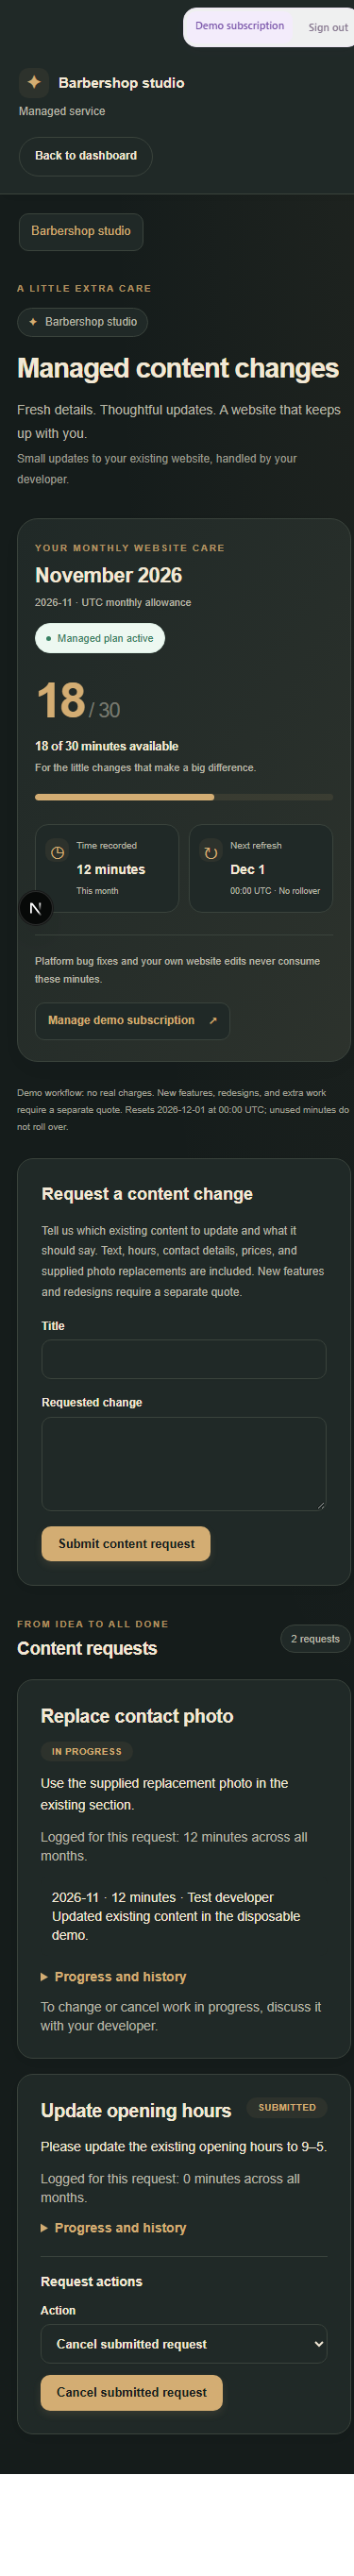 Demo subscription
Sign out
Barbershop studio
Managed service
Back to dashboard
Barbershop studio
A LITTLE EXTRA CARE
Barbershop studio
Managed content changes
Fresh details. Thoughtful updates. A website that keeps
up with you.
Small updates to your existing website, handled by your
developer.
YOUR MONTHLY WEBSITE CARE
November 2026
2026-11 · UTC monthly allowance
Managed plan active
18 / 30
18 of 30 minutes available
For the little changes that make a big difference.
Time recorded
12 minutes
This month
Next refresh
Dec 1
00:00 UTC · No rollover
N
Platform bug fixes and your own website edits never consume
these minutes.
Manage demo subscription ↗
Demo workflow: no real charges. New features, redesigns, and extra work
require a separate quote. Resets 2026-12-01 at 00:00 UTC; unused minutes do
not roll over.
Request a content change
Tell us which existing content to update and what it
should say. Text, hours, contact details, prices, and
supplied photo replacements are included. New features
and redesigns require a separate quote.
Title
Requested change
Submit content request
FROM IDEA TO ALL DONE
Content requests
2 requests
Replace contact photo
IN PROGRESS
Use the supplied replacement photo in the
existing section.
Logged for this request: 12 minutes across all
months.
2026-11 · 12 minutes · Test developer
Updated existing content in the disposable
demo.
Progress and history
To change or cancel work in progress, discuss it
with your developer.
Update opening hours
SUBMITTED
Please update the existing opening hours to 9–5.
Logged for this request: 0 minutes across all
months.
Progress and history
Request actions
Action
Cancel submitted request
Cancel submitted request